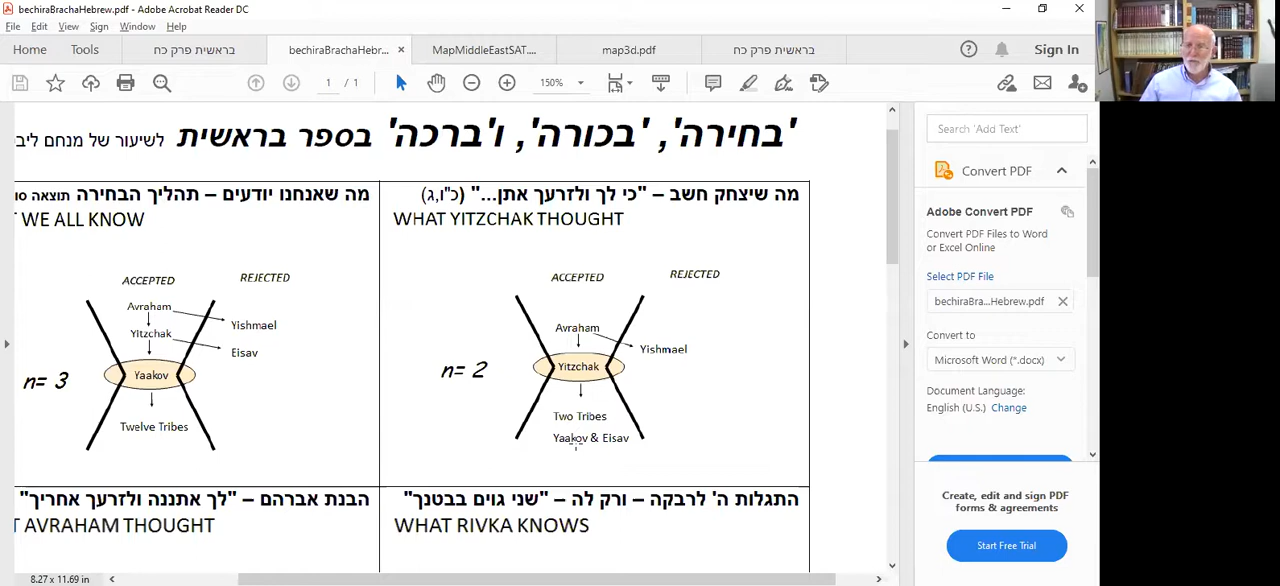 bechiraBrachaHebrew.pdf - Adobe Acrobat Reader DC
File Edit View Sign Window Help
Home Tools בראשית פרק כח bechiraBrachaHebr... × MapMiddleEastSAT.... map3d.pdf בראשית פרק כח Sign In
1 / 1 150%
'בחירה', 'בכורה', ו'ברכה' בספר בראשית לשיעור של מנחם ליב
מה שיצחק חשב – "כי לך ולזרעך אתן..." (כ"ו,ג)
WHAT YITZCHAK THOUGHT
ACCEPTED REJECTED
Avraham
Yishmael
n= 2
Yitzchak
Two Tribes
Yaakov & Eisav
מה שאנחנו יודעים – תהליך הבחירה תוצאה סו
WE ALL KNOW
ACCEPTED REJECTED
Avraham
Yishmael
Yitzchak
Eisav
n= 3
Yaakov
Twelve Tribes
התגלות ה' לרבקה – ורק לה – "שני גוים בבטנך"
WHAT RIVKA KNOWS
הבנת אברהם – "לך אתננה ולזרעך אחריך"
AVRAHAM THOUGHT
8.27 x 11.69 in
Search 'Add Text'
Convert PDF
Adobe Convert PDF
Convert PDF Files to Word
or Excel Online
Select PDF File
bechiraBra...Hebrew.pdf
Convert to
Microsoft Word (*.docx)
Document Language:
English (U.S.) Change
Create, edit and sign PDF
forms & agreements
Start Free Trial